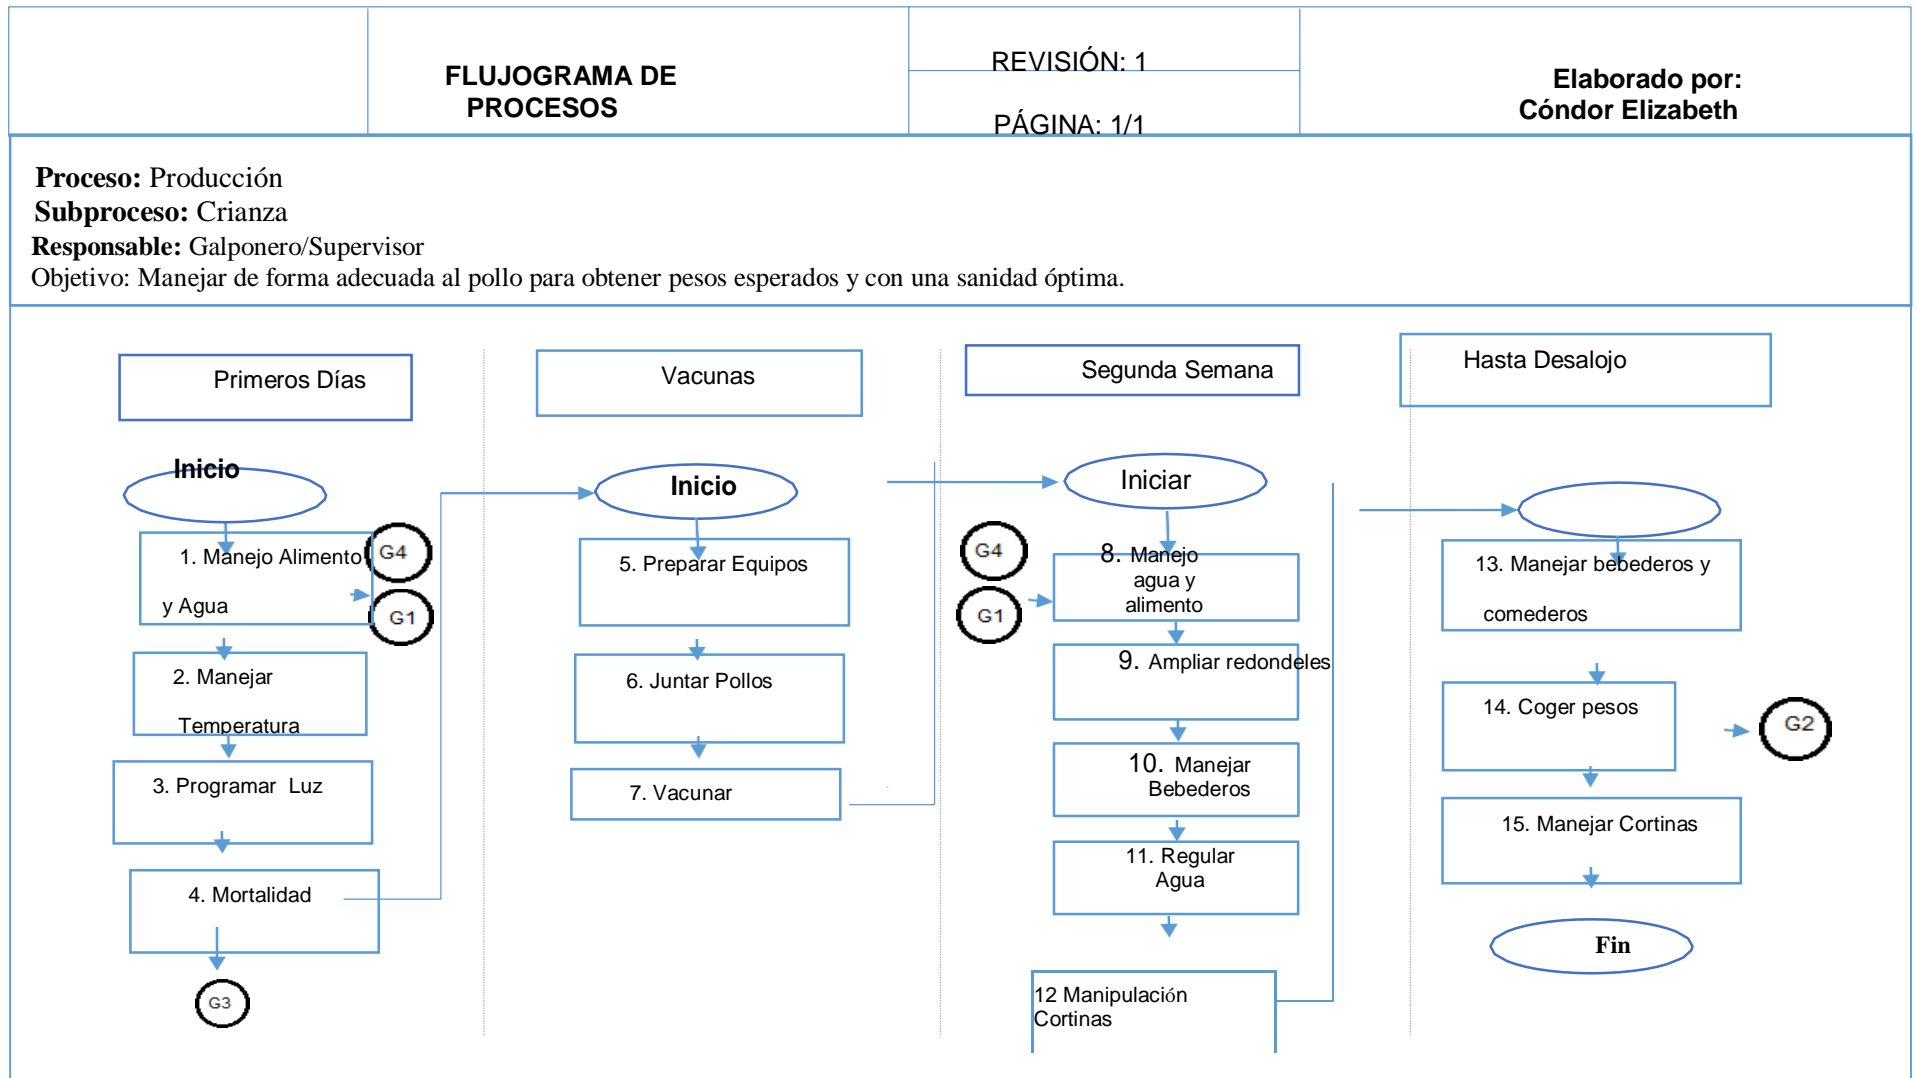 FLUJOGRAMA DE
PROCESOS
REVISIÓN: 1
PÁGINA: 1/1
Elaborado por:
Cóndor Elizabeth
Proceso: Producción
Subproceso: Crianza
Responsable: Galponero/Supervisor
Objetivo: Manejar de forma adecuada al pollo para obtener pesos esperados y con una sanidad óptima.
Primeros Días
Inicio
1. Manejo Alimento
y Agua
G4
G1
2. Manejar
Temperatura
3. Programar Luz
4. Mortalidad
G3
Vacunas
Inicio
5. Preparar Equipos
6. Juntar Pollos
7. Vacunar
Segunda Semana
Iniciar
G4
G1
8. Manejo
agua y
alimento
9. Ampliar redondeles
10. Manejar
Bebederos
11. Regular
Agua
12 Manipulación
Cortinas
Hasta Desalojo
13. Manejar bebederos y
comederos
14. Coger pesos
G2
15. Manejar Cortinas
Fin